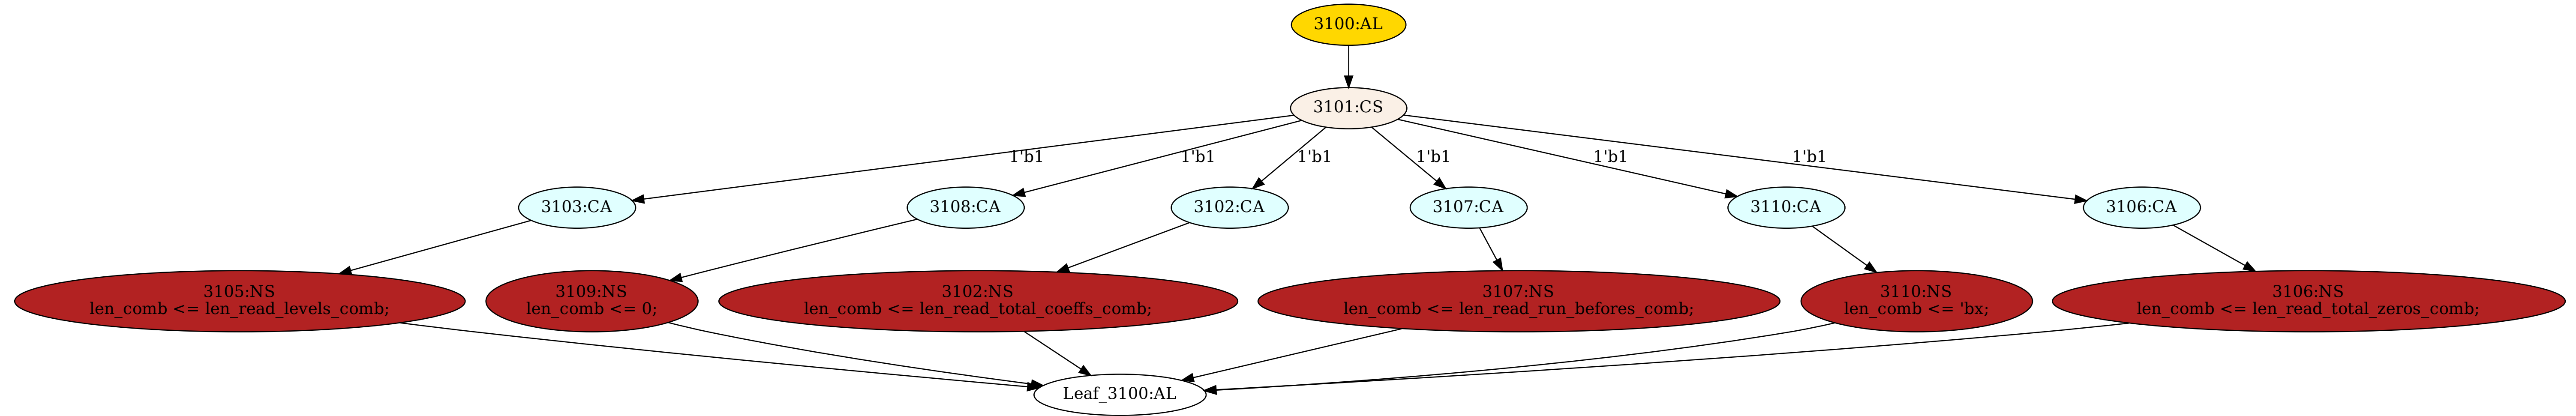 3100:AL
3101:CS
1'b1
1'b1
1'b1
1'b1
1'b1
1'b1
3103:CA
3108:CA
3102:CA
3107:CA
3110:CA
3106:CA
3105:NS
len_comb <= len_read_levels_comb;
3109:NS
len_comb <= 0;
3102:NS
len_comb <= len_read_total_coeffs_comb;
3107:NS
len_comb <= len_read_run_befores_comb;
3110:NS
len_comb <= 'bx;
3106:NS
len_comb <= len_read_total_zeros_comb;
Leaf_3100:AL